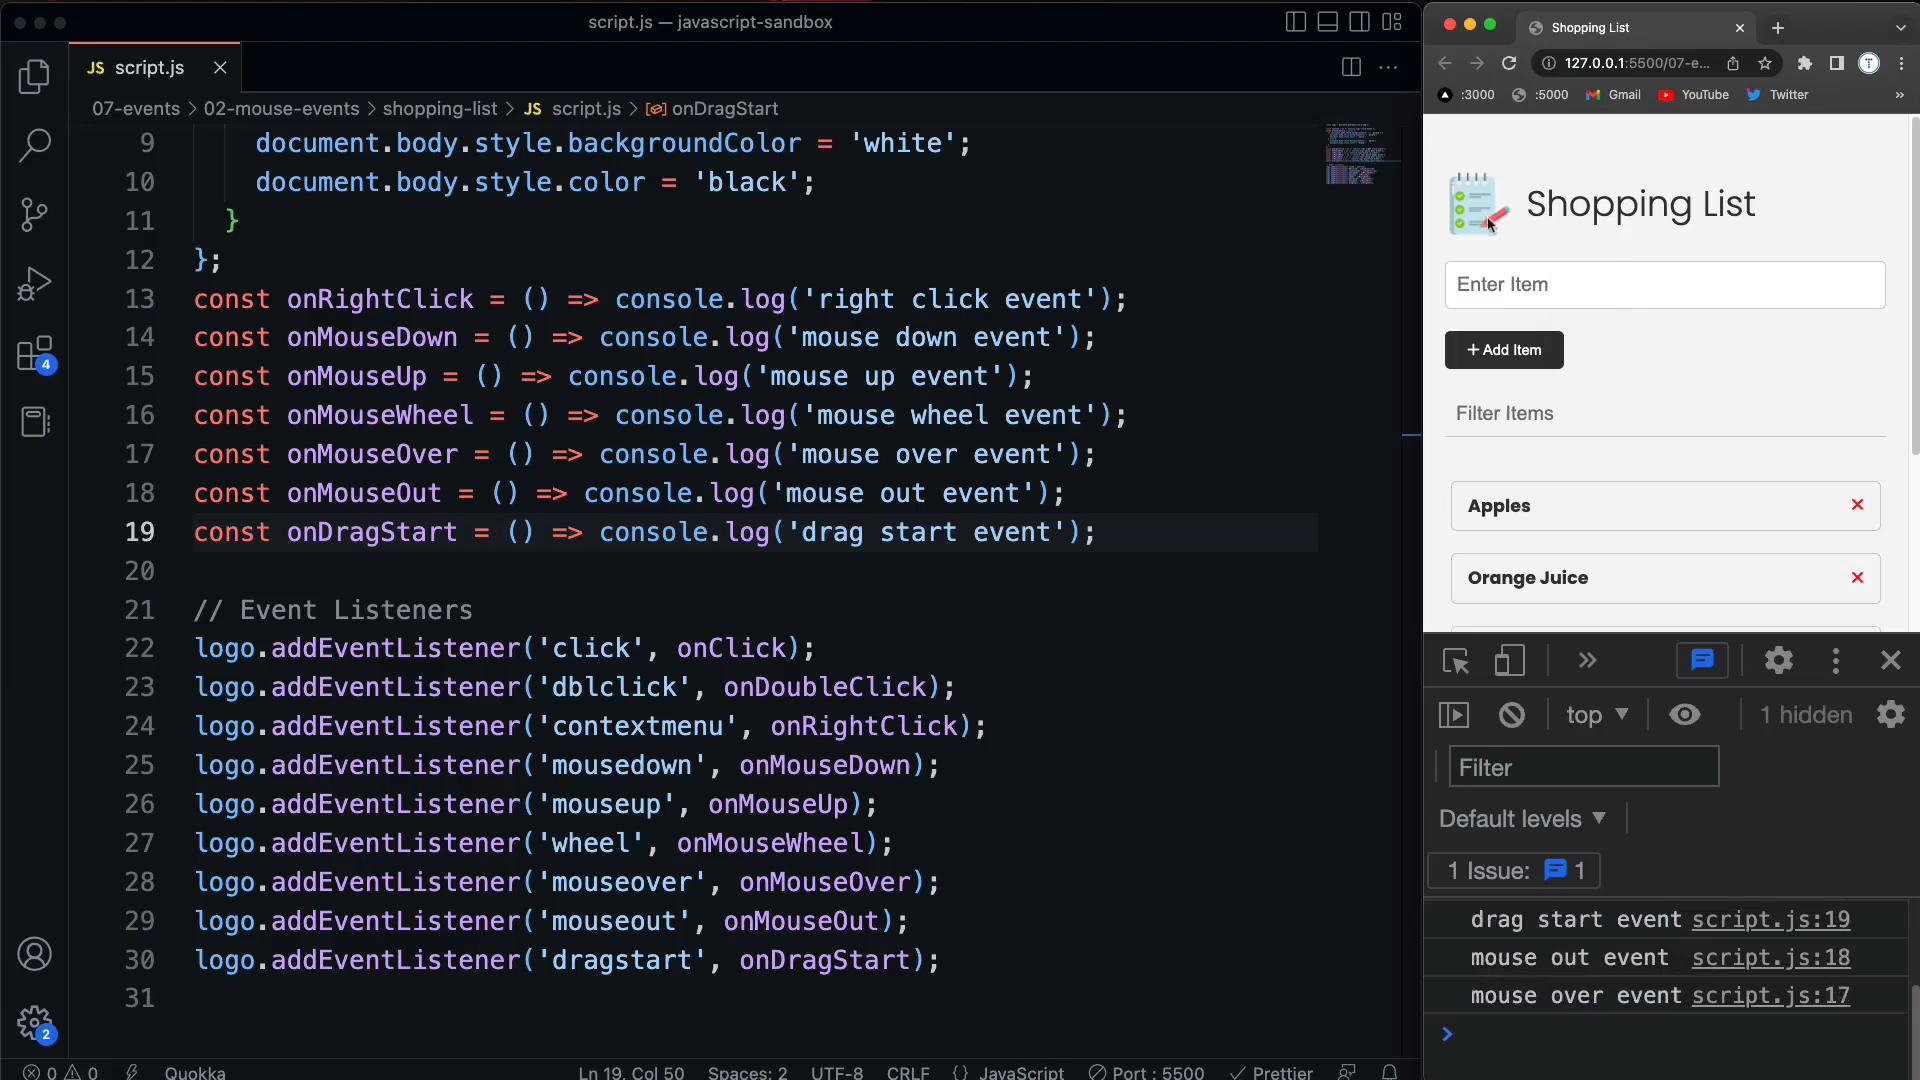 script.js — javascript-sandbox
JS script.js
07-events > 02-mouse-events > shopping-list > JS script.js > onDragStart
9 document.body.style.backgroundColor = 'white';
10 document.body.style.color = 'black';
11 }
12 };
13 const onRightClick = () => console.log('right click event');
14 const onMouseDown = () => console.log('mouse down event');
15 const onMouseUp = () => console.log('mouse up event');
16 const onMouseWheel = () => console.log('mouse wheel event');
17 const onMouseOver = () => console.log('mouse over event');
18 const onMouseOut = () => console.log('mouse out event');
19 const onDragStart = () => console.log('drag start event');
20
21 // Event Listeners
22 logo.addEventListener('click', onClick);
23 logo.addEventListener('dblclick', onDoubleClick);
24 logo.addEventListener('contextmenu', onRightClick);
25 logo.addEventListener('mousedown', onMouseDown);
26 logo.addEventListener('mouseup', onMouseUp);
27 logo.addEventListener('wheel', onMouseWheel);
28 logo.addEventListener('mouseover', onMouseOver);
29 logo.addEventListener('mouseout', onMouseOut);
30 logo.addEventListener('dragstart', onDragStart);
31
4
2
0 0 Quokka Ln 19, Col 50 Spaces: 2 UTF-8 CRLF {} JavaScript Port : 5500 Prettier
Shopping List
127.0.0.1:5500/07-e...
T
:3000 :5000 Gmail YouTube Twitter »
Shopping List
Enter Item
+ Add Item
Filter Items
Apples
Orange Juice
top 1 hidden
Filter
Default levels
1 Issue: 1
drag start event script.js:19
mouse out event script.js:18
mouse over event script.js:17